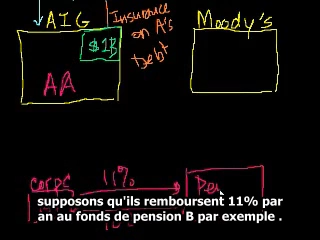 AIG
Insurance
on A's
Debt
$1B
AA
Moody's
11%
Pen
supposons qu'ils remboursent 11% par
an au fonds de pension B par exemple .